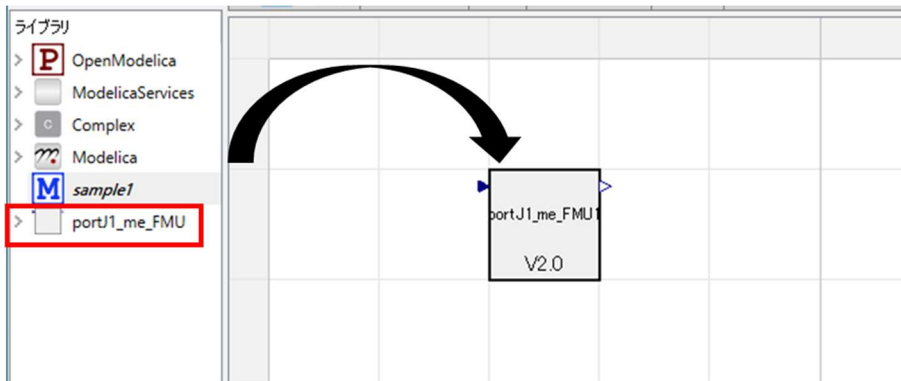 ライブラリ
P OpenModelica
ModelicaServices
C Complex
Modelica
M sample1
portJ1_me_FMU
portJ1_me_FMU1
V2.0